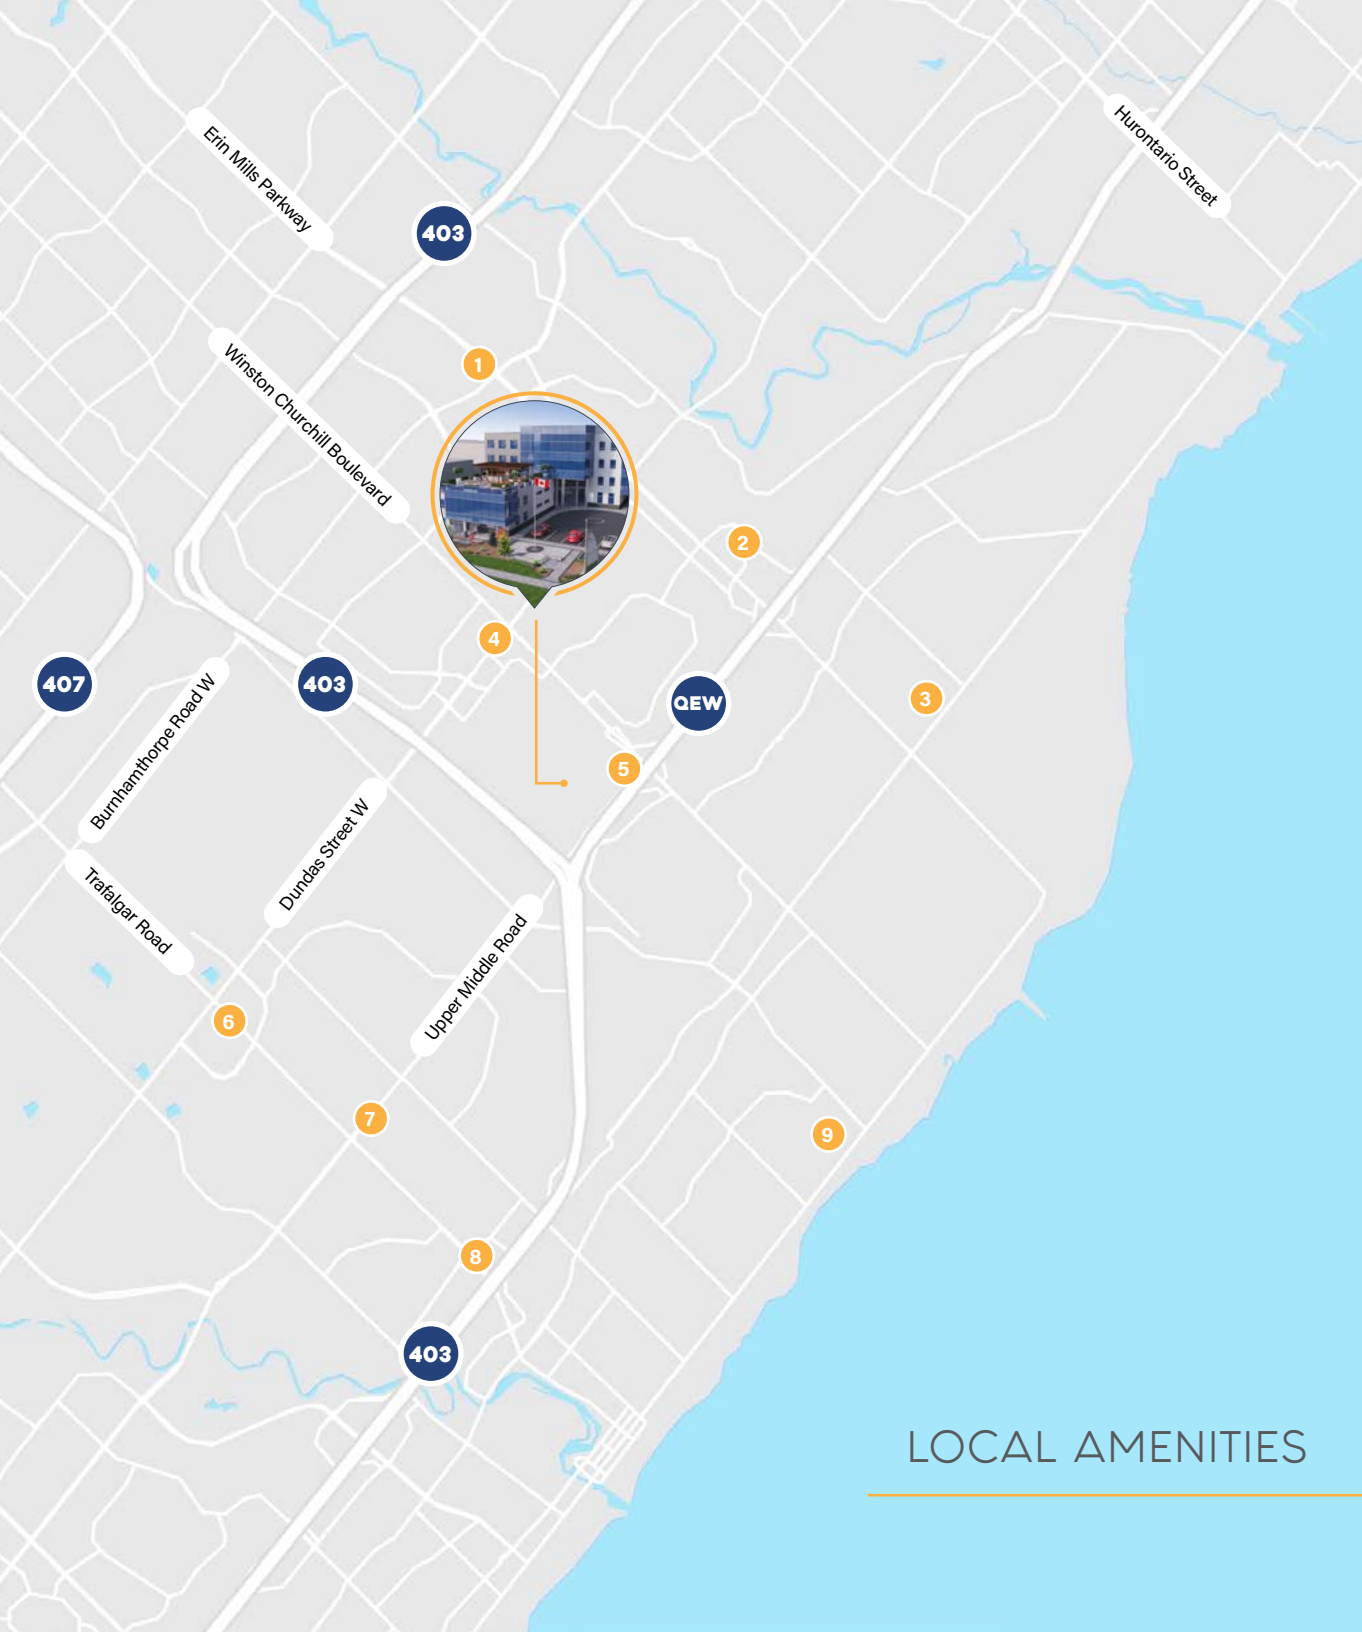 Hurontario Street
Erin Mills Parkway
403
Winston Churchill Boulevard
1
2
4
407
403
QEW
3
Burnhamthorpe Road W
5
Dundas Street W
Trafalgar Road
Upper Middle Road
6
7
9
8
403
LOCAL AMENITIES